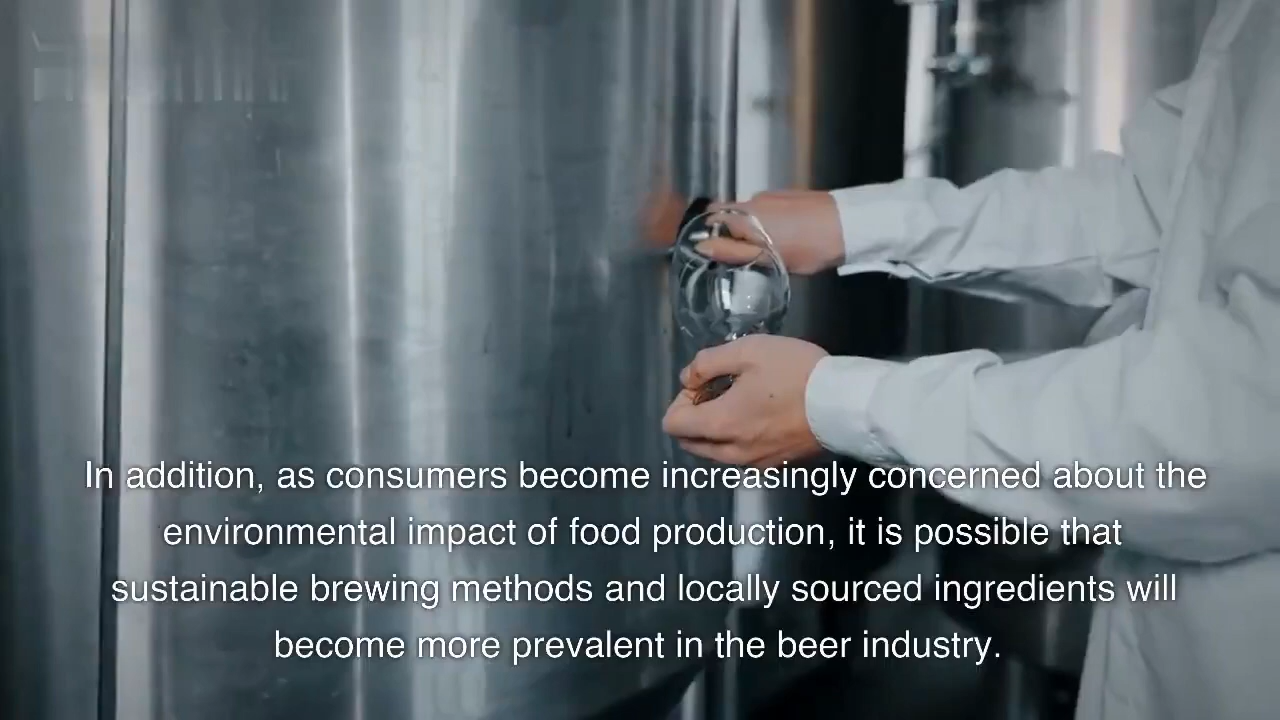 In addition, as consumers become increasingly concerned about the
environmental impact of food production, it is possible that
sustainable brewing methods and locally sourced ingredients will
become more prevalent in the beer industry.